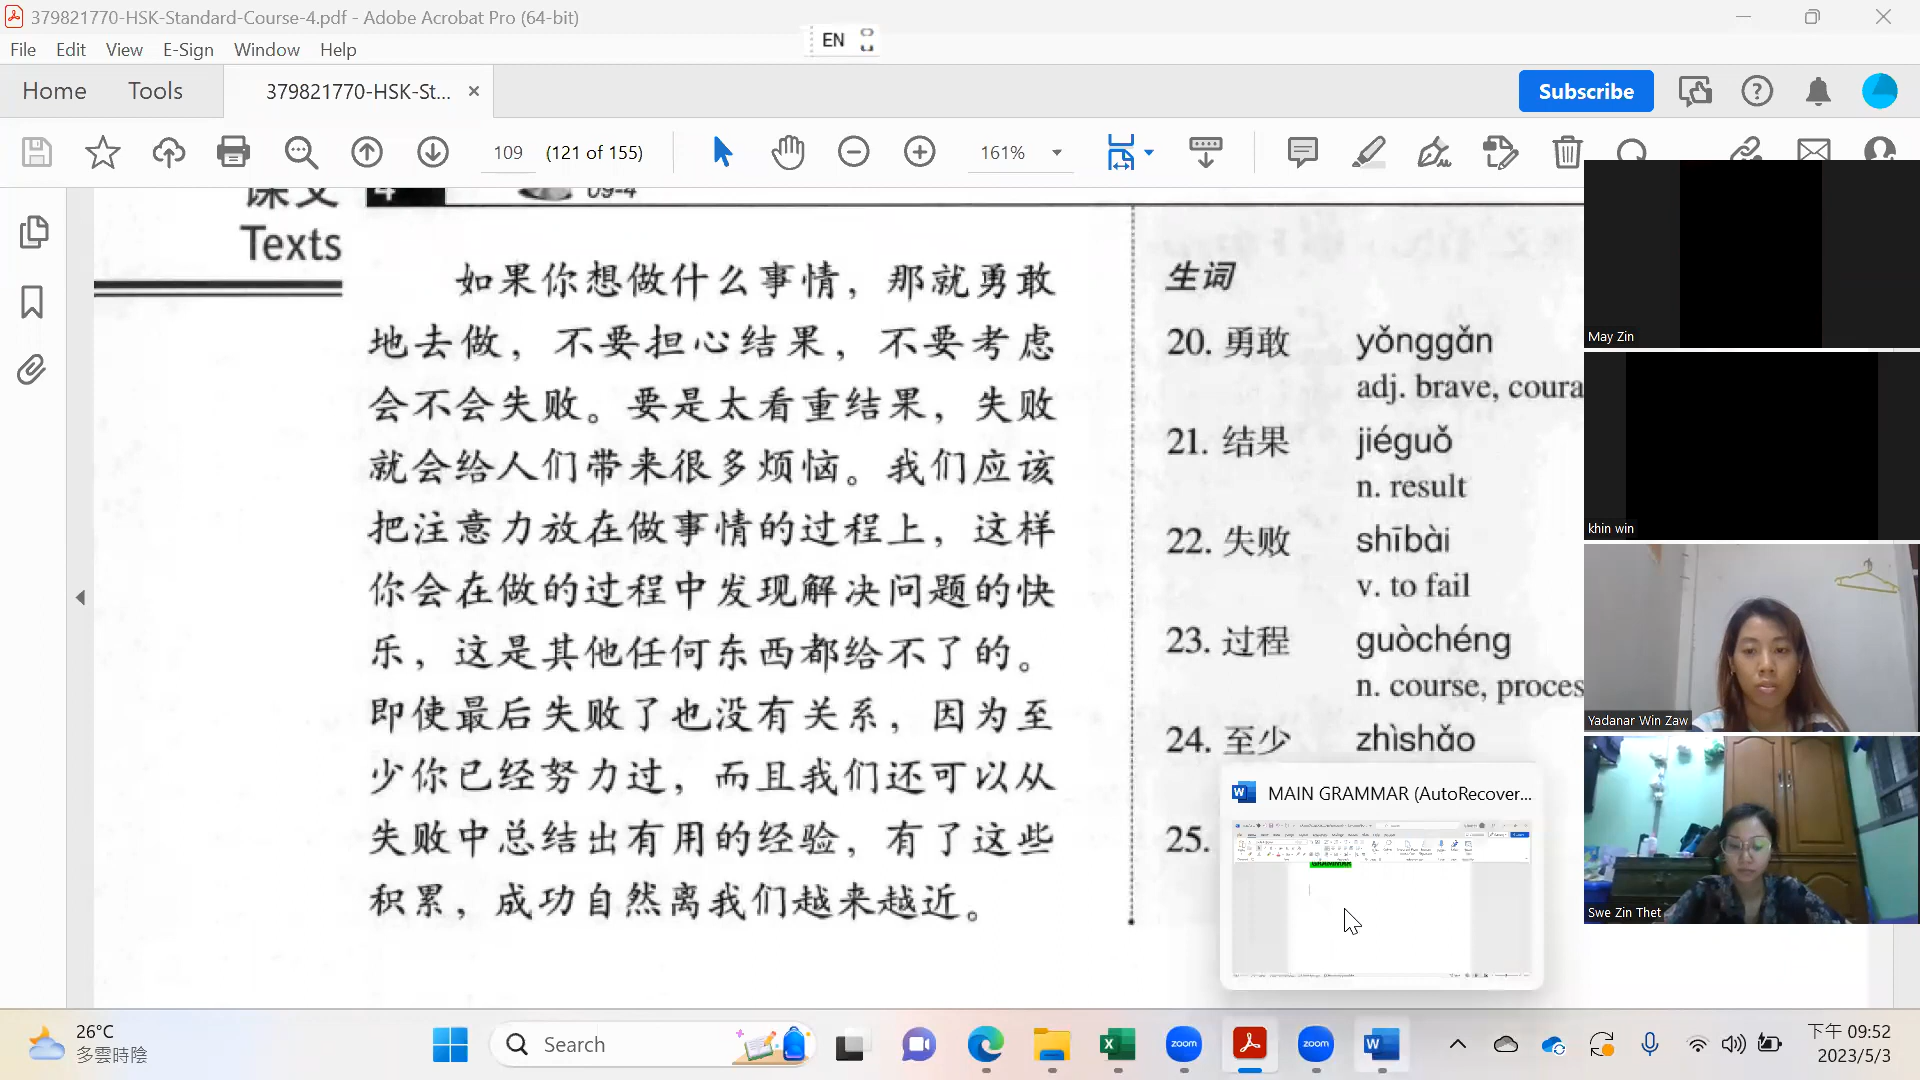 379821770-HSK-Standard-Course-4.pdf - Adobe Acrobat Pro (64-bit)
File Edit View E-Sign Window Help
EN
Home Tools 379821770-HSK-St... ×
Subscribe
109 (121 of 155) 161%
课文
Texts
4 09-4
如果你想做什么事情，那就勇敢
地去做，不要担心结果，不要考虑
会不会失败。要是太看重结果，失败
就会给人们带来很多烦恼。我们应该
把注意力放在做事情的过程上，这样
你会在做的过程中发现解决问题的快
乐，这是其他任何东西都给不了的。
即使最后失败了也没有关系，因为至
少你已经努力过，而且我们还可以从
失败中总结出有用的经验，有了这些
积累，成功自然离我们越来越近。
生词
20. 勇敢 yǒnggǎn
adj. brave, coura
21. 结果 jiéguǒ
n. result
22. 失败 shībài
v. to fail
23. 过程 guòchéng
n. course, proces
24. 至少 zhìshǎo
25.
MAIN GRAMMAR (AutoRecover...
GRAMMAR
May Zin
khin win
Yadanar Win Zaw
Swe Zin Thet
26°C
多雲時陰
Search
zoom
zoom
下午 09:52
2023/5/3